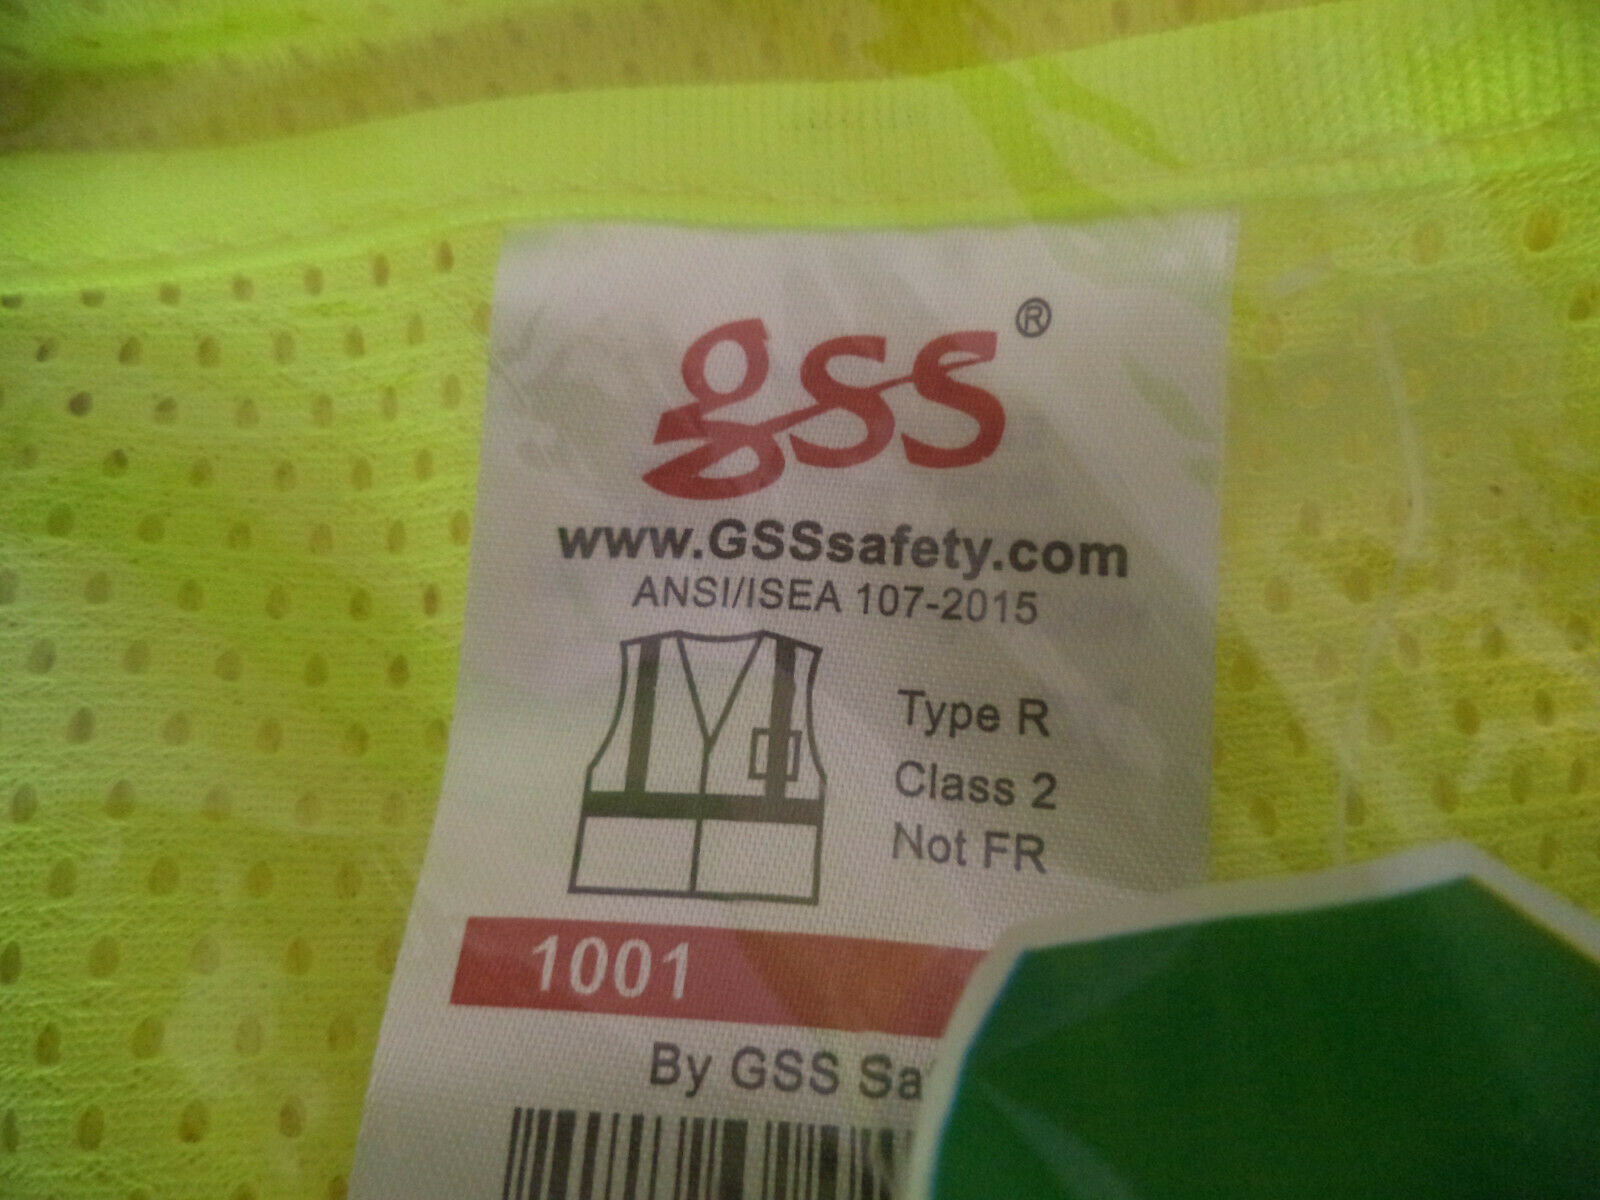 gss®
www.GSSsafety.com
ANSI/ISEA 107-2015
Type R
Class 2
Not FR
1001
By GSS